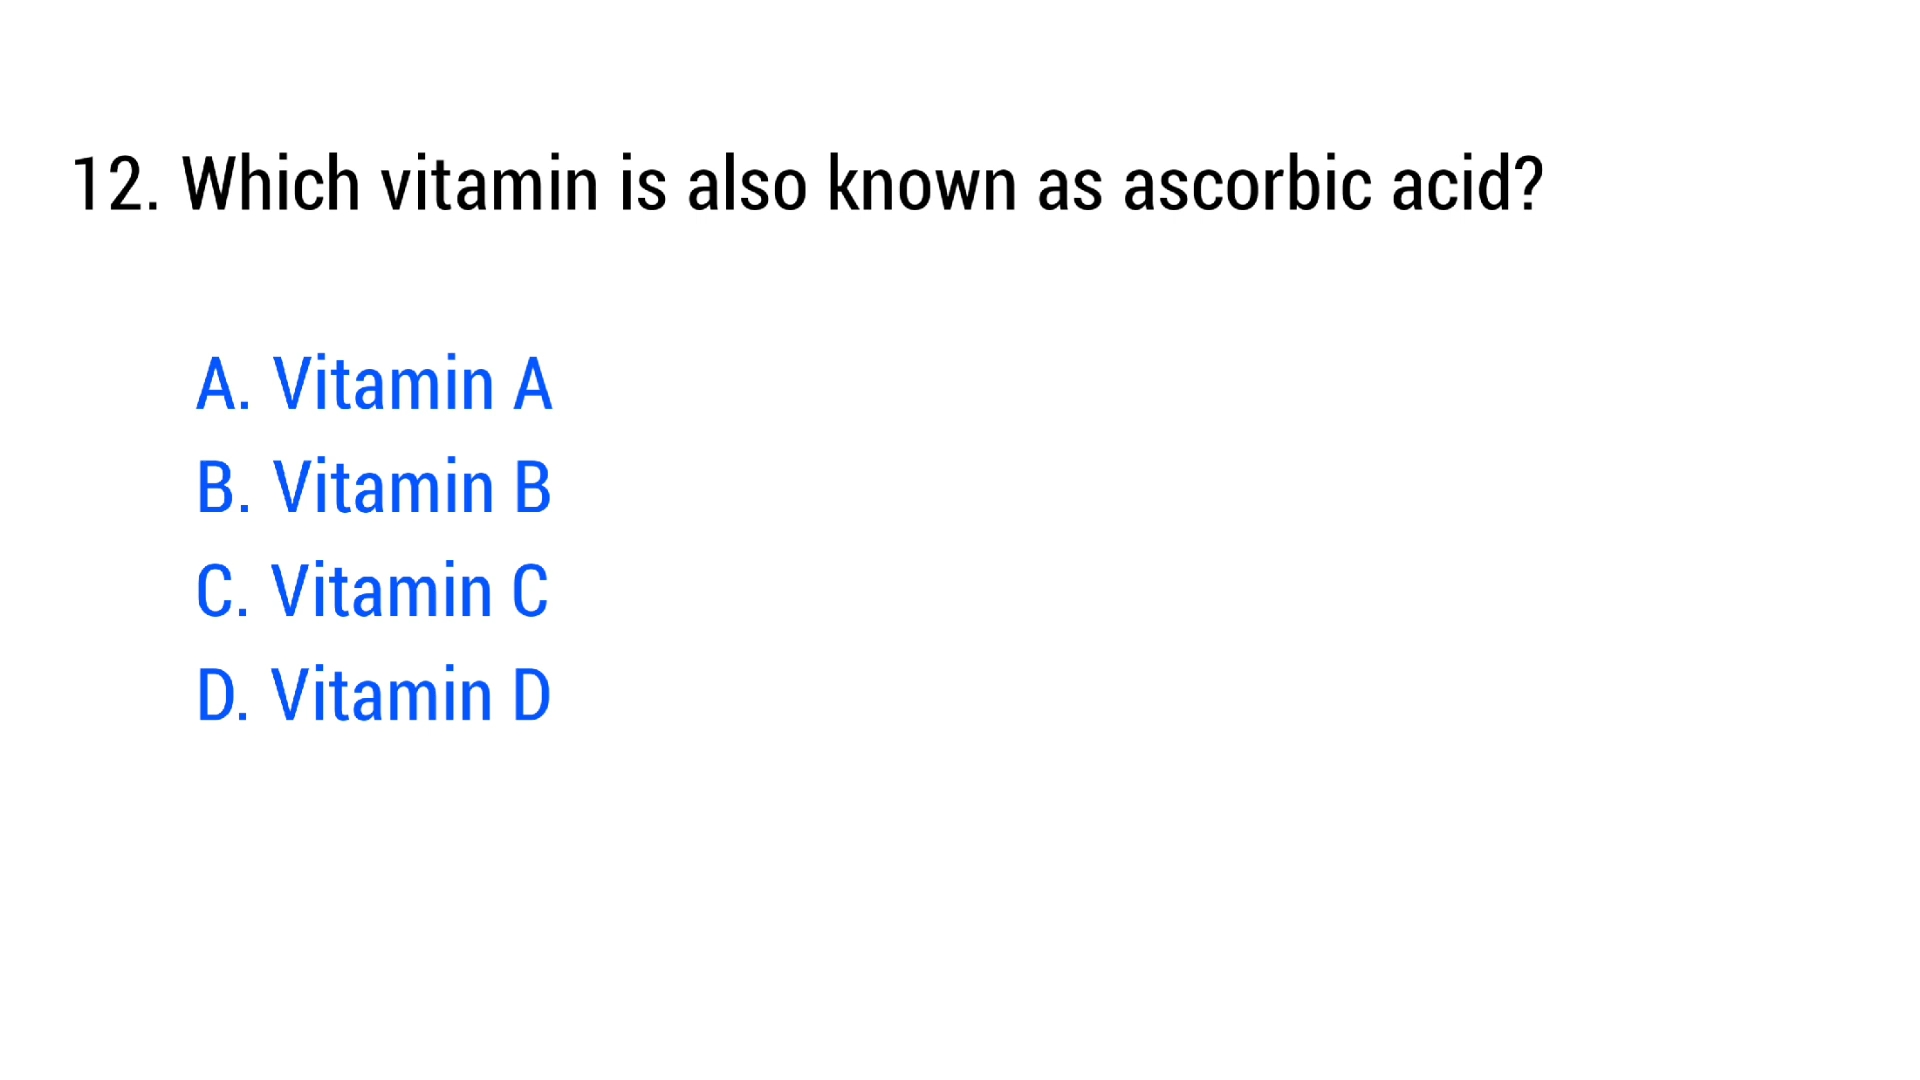 12. Which vitamin is also known as ascorbic acid?
A. Vitamin A
B. Vitamin B
C. Vitamin C
D. Vitamin D